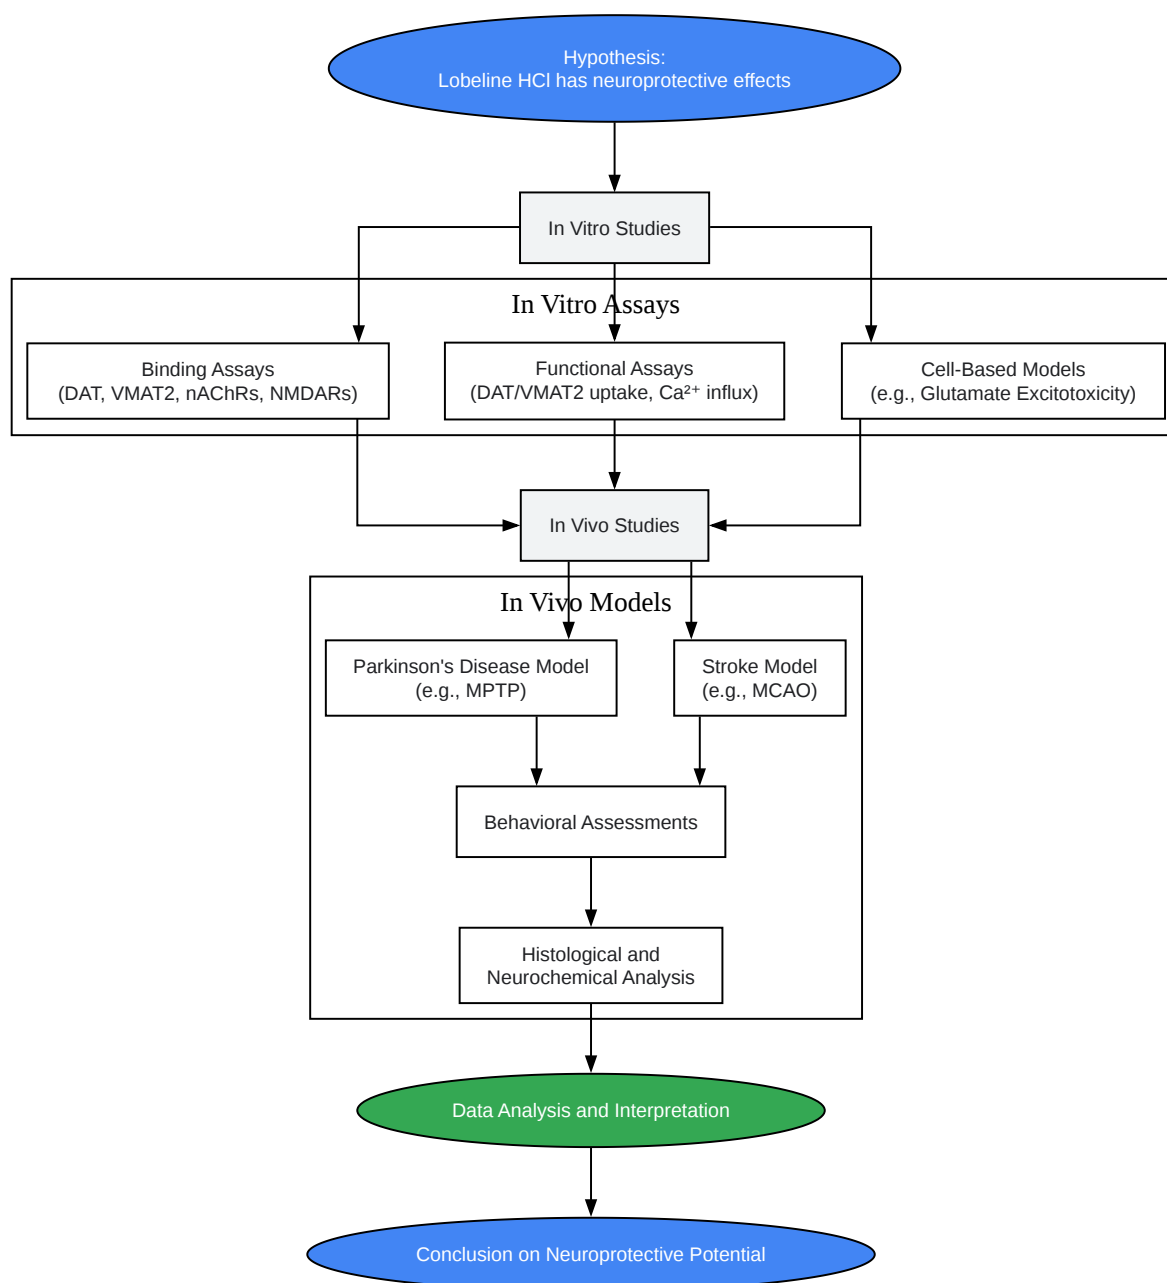 Hypothesis:
Lobeline HCl has neuroprotective effects
In Vitro Studies
In Vitro Assays
Binding Assays
(DAT, VMAT2, nAChRs, NMDARs)
Functional Assays
(DAT/VMAT2 uptake, Ca²⁺ influx)
Cell-Based Models
(e.g., Glutamate Excitotoxicity)
In Vivo Studies
In Vivo Models
Parkinson's Disease Model
(e.g., MPTP)
Stroke Model
(e.g., MCAO)
Behavioral Assessments
Histological and
Neurochemical Analysis
Data Analysis and Interpretation
Conclusion on Neuroprotective Potential